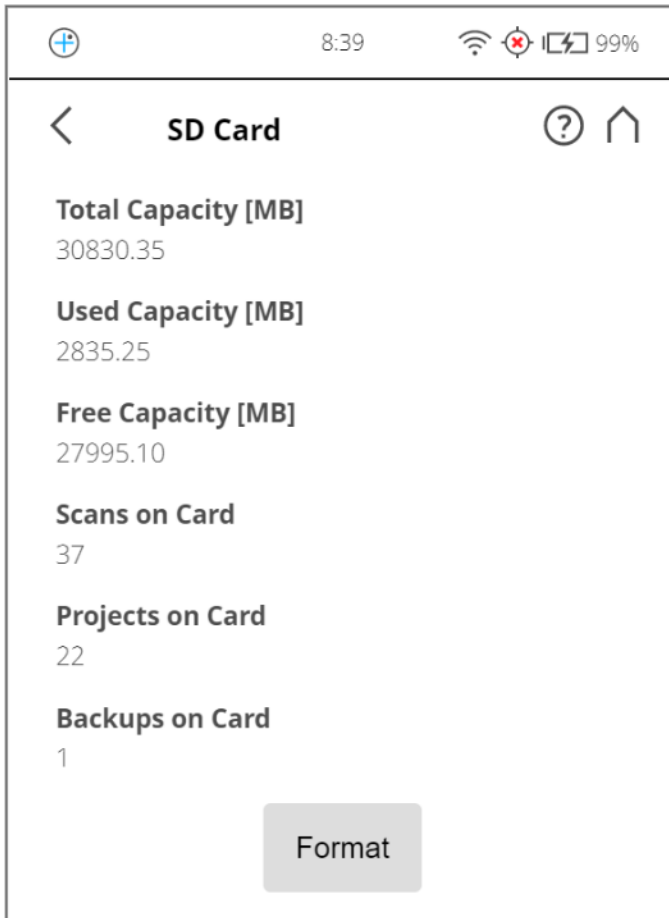 8:39 99%
SD Card
Total Capacity [MB]
30830.35
Used Capacity [MB]
2835.25
Free Capacity [MB]
27995.10
Scans on Card
37
Projects on Card
22
Backups on Card
1
Format